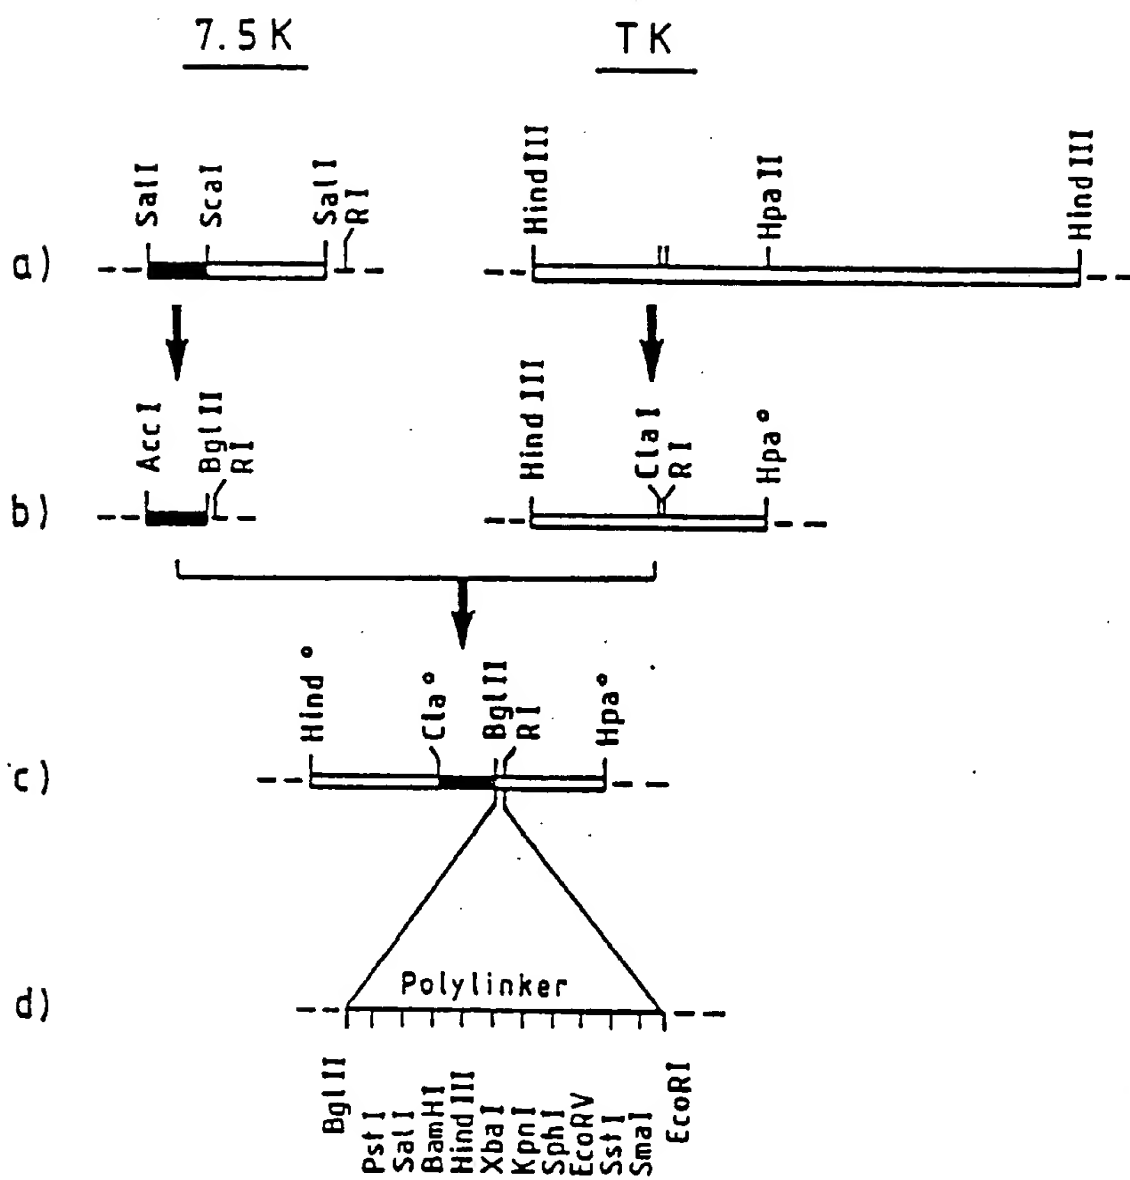 7.5 K
TK
a)
SalI
ScaI
SalI
RI
HindIII
HpaII
HindIII
b)
AccI
BglII
RI
HindIII
ClaI
RI
Hpa°
c)
Hind°
Cla°
BglII
RI
Hpa°
d)
Polylinker
BglII
PstI
SalI
BamHI
HindIII
XbaI
KpnI
SphI
EcoRV
SstI
SmaI
EcoRI